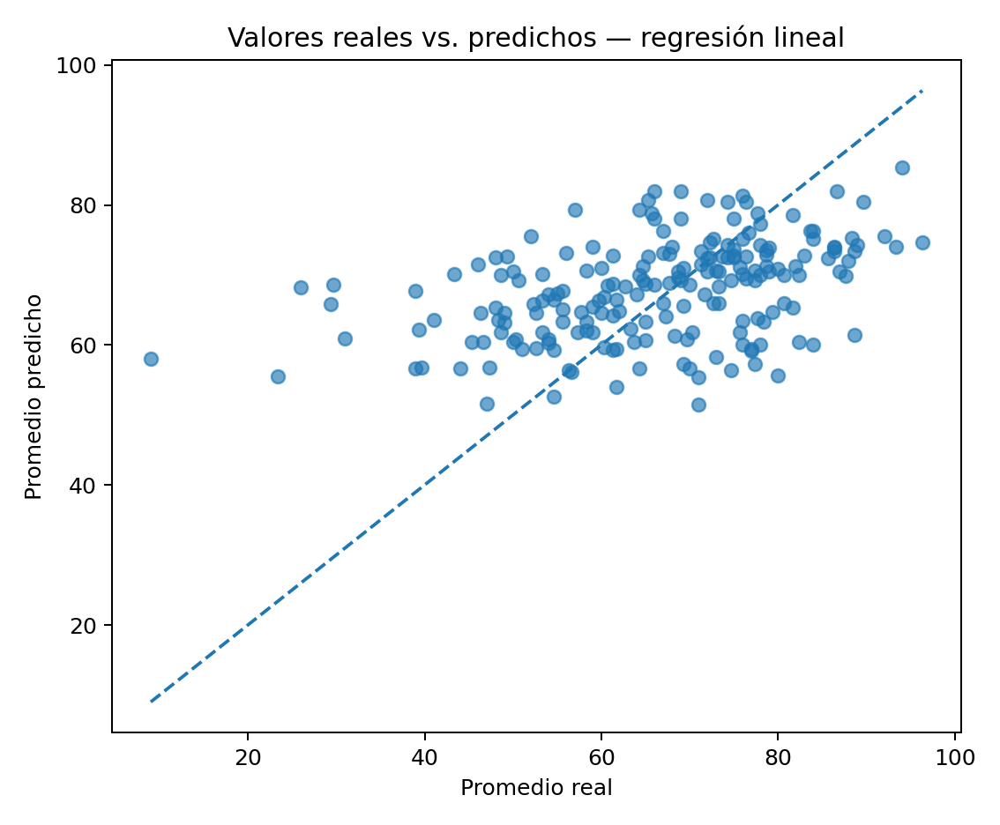 Valores reales vs. predichos — regresión lineal
100
80
60
40
20
Promedio predicho
20 40 60 80 100
Promedio real